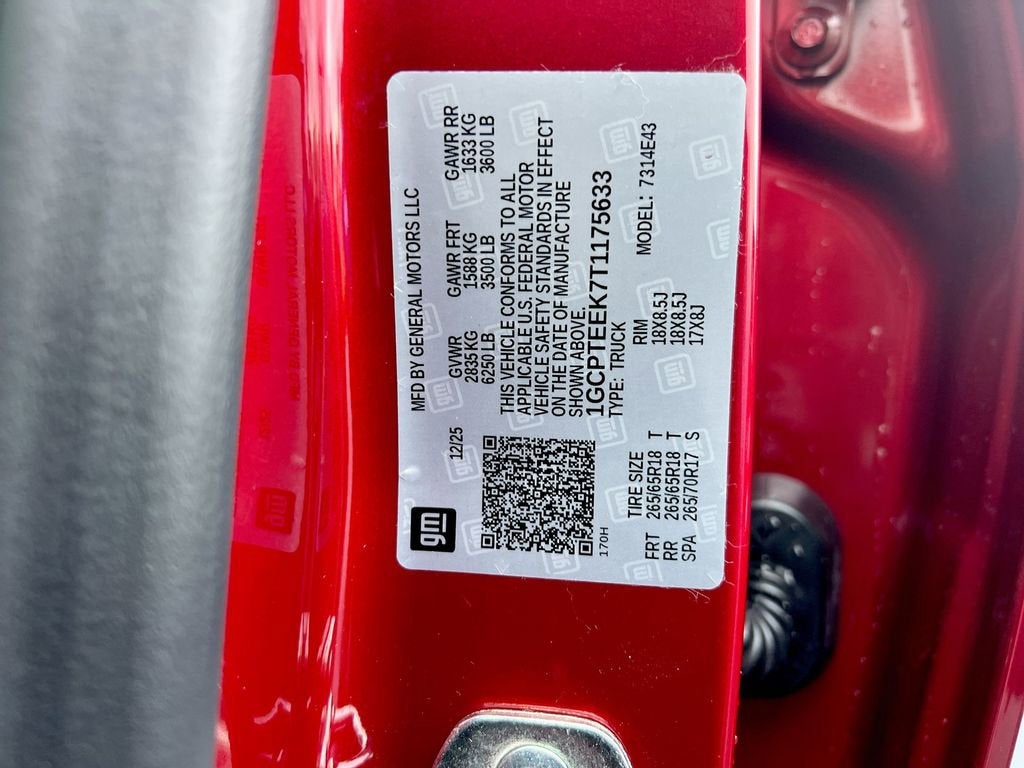 gm
12/25
MFD BY GENERAL MOTORS LLC
GVWR GAWR FRT GAWR RR
2835 KG 1588 KG 1633 KG
6250 LB 3500 LB 3600 LB
THIS VEHICLE CONFORMS TO ALL
APPLICABLE U.S. FEDERAL MOTOR
VEHICLE SAFETY STANDARDS IN EFFECT
ON THE DATE OF MANUFACTURE
SHOWN ABOVE.
1GCPTEEK7T1175633
TYPE: TRUCK
170H
MODEL: 7314E43
TIRE SIZE RIM
FRT 265/65R18 T 18X8.5J
RR 265/65R18 T 18X8.5J
SPA 265/70R17 S 17X8J